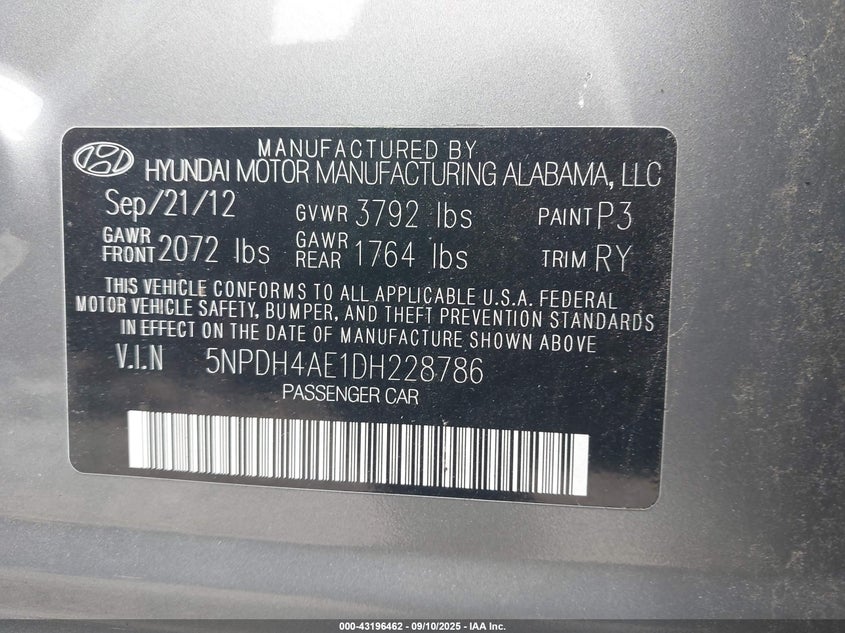 MANUFACTURED BY
HYUNDAI MOTOR MANUFACTURING ALABAMA, LLC
Sep/21/12 GVWR 3792 lbs PAINT P3
GAWR FRONT 2072 lbs GAWR REAR 1764 lbs TRIM RY
THIS VEHICLE CONFORMS TO ALL APPLICABLE U.S.A. FEDERAL
MOTOR VEHICLE SAFETY, BUMPER, AND THEFT PREVENTION STANDARDS
IN EFFECT ON THE DATE OF MANUFACTURE SHOWN ABOVE
V.I.N 5NPDH4AE1DH228786
PASSENGER CAR
000-43196462 - 09/10/2025 - IAA Inc.